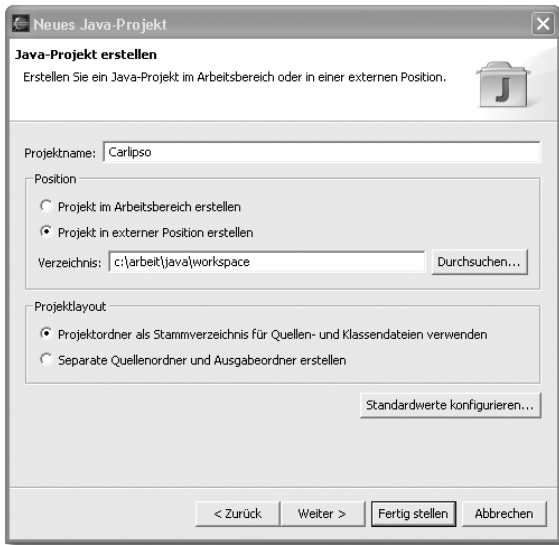 Neues Java-Projekt
Java-Projekt erstellen
Erstellen Sie ein Java-Projekt im Arbeitsbereich oder in einer externen Position.
J
Projektname: Carlipso
Position
Projekt im Arbeitsbereich erstellen
Projekt in externer Position erstellen
Verzeichnis: c:\arbeit\java\workspace Durchsuchen...
Projektlayout
Projektordner als Stammverzeichnis für Quellen- und Klassendateien verwenden
Separate Quellenordner und Ausgabeordner erstellen
Standardwerte konfigurieren...
< Zurück Weiter > Fertig stellen Abbrechen